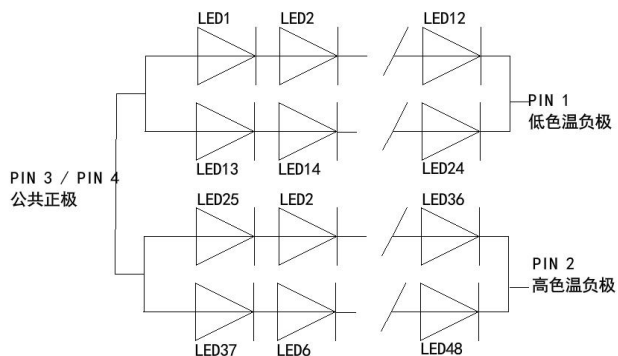 LED1 LED2 LED12
PIN 1
低色温负极
LED13 LED14 LED24
PIN 3 / PIN 4
公共正极
LED25 LED2 LED36
PIN 2
高色温负极
LED37 LED6 LED48